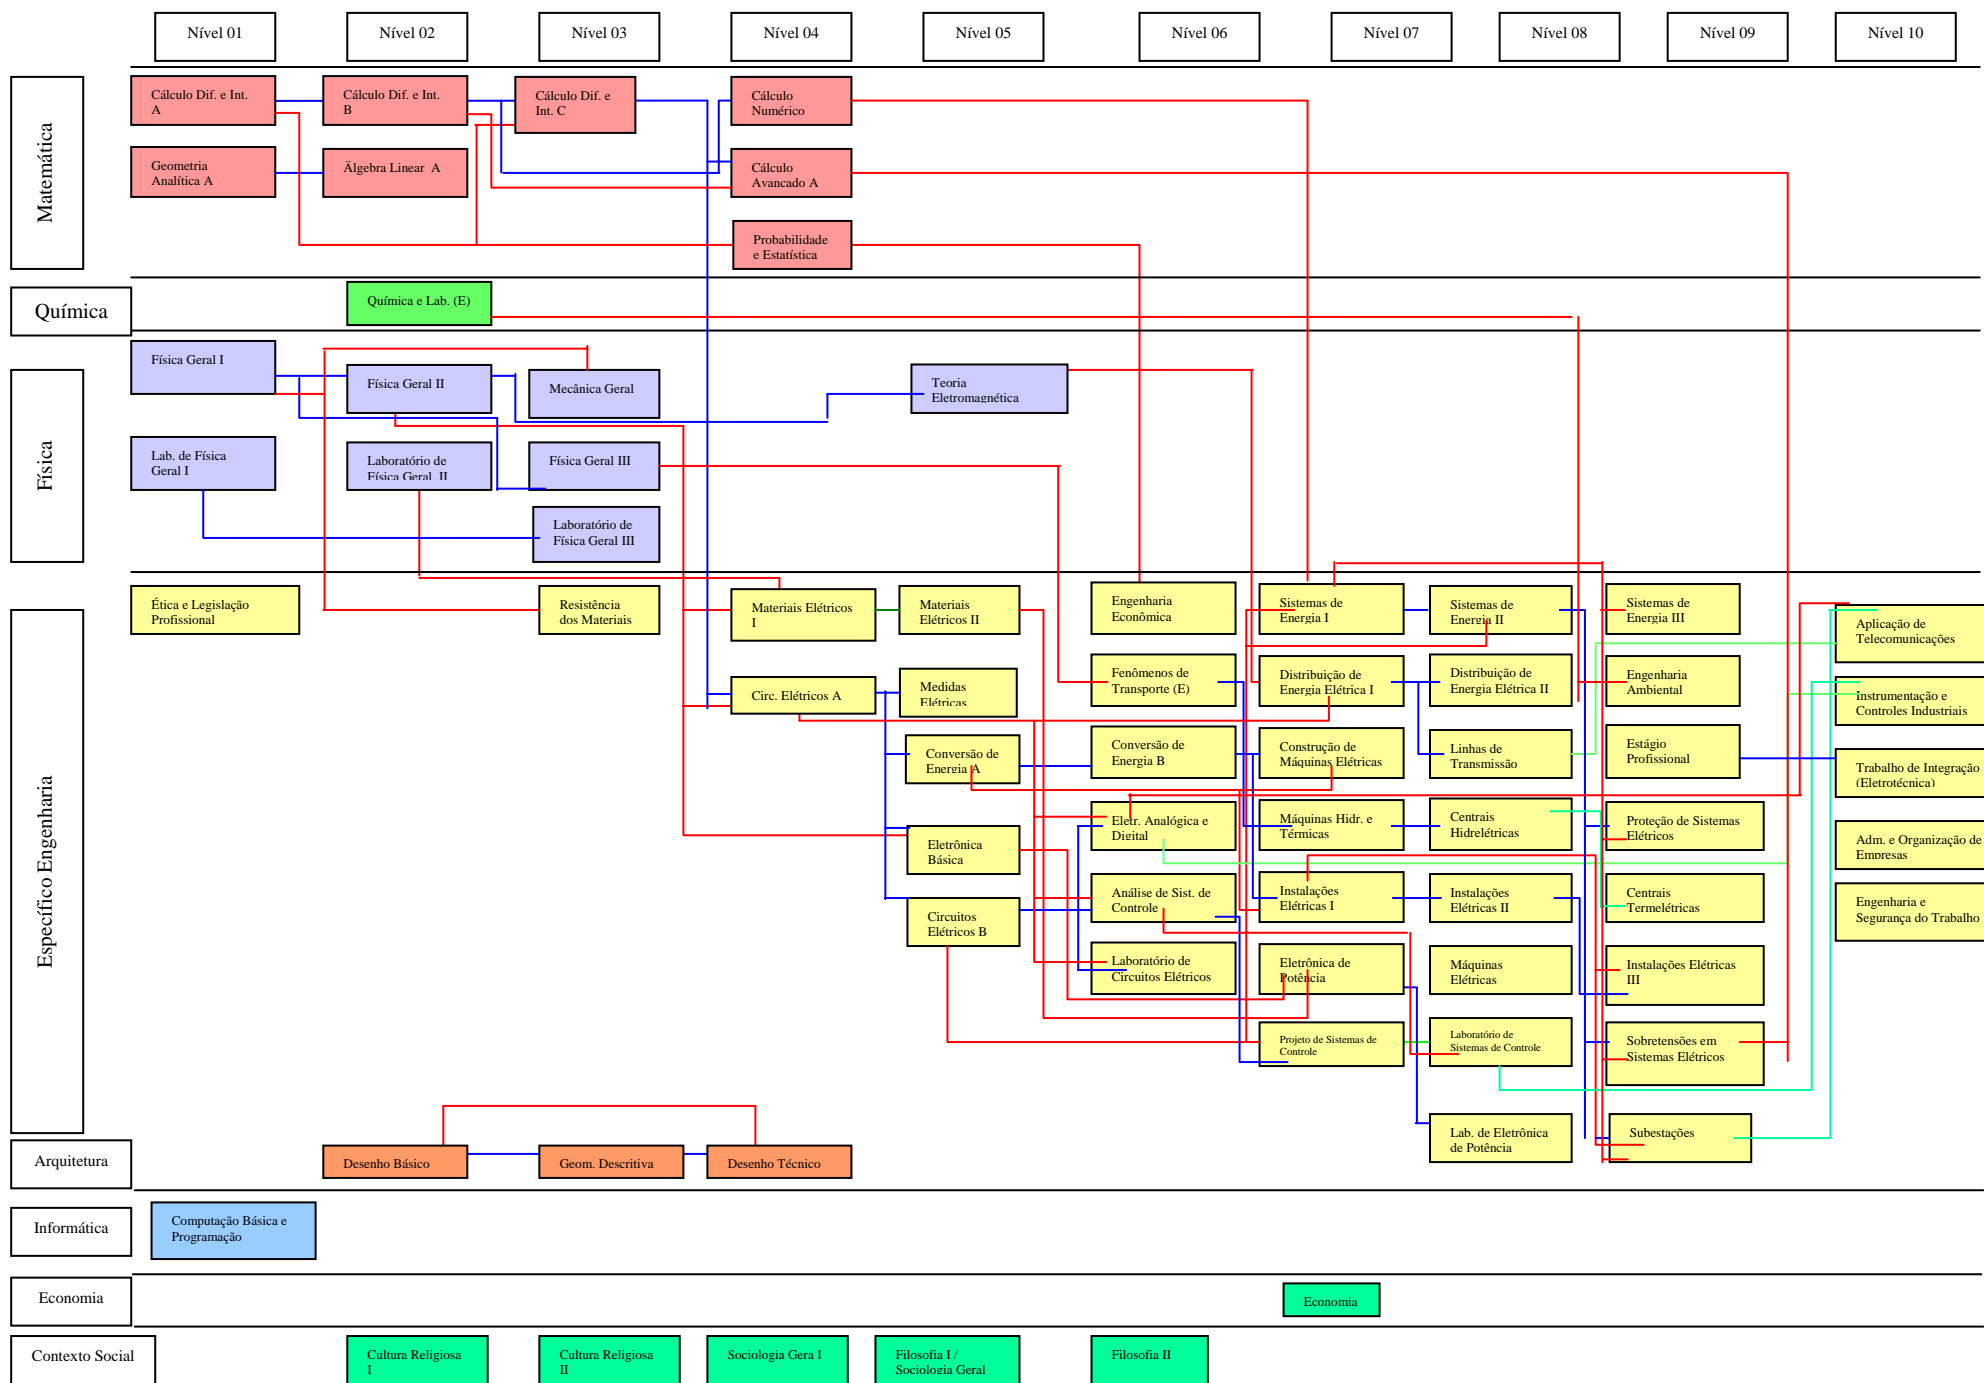 Nível 01
Nível 02
Nível 03
Nível 04
Nível 05
Nível 06
Nível 07
Nível 08
Nível 09
Nível 10
Matemática
Cálculo Dif. e Int.
A
Cálculo Dif. e Int.
B
Cálculo Dif. e
Int. C
Cálculo
Numérico
Geometria
Analítica A
Älgebra Linear A
Cálculo
Avancado A
Probabilidade
e Estatística
Química
Química e Lab. (E)
Física
Física Geral I
Física Geral II
Mecânica Geral
Teoria
Eletromagnética
Lab. de Física
Geral I
Laboratório de
Física Geral II
Física Geral III
Laboratório de
Física Geral III
Específico Engenharia
Ética e Legislação
Profissional
Resistência
dos Materiais
Materiais Elétricos
I
Materiais
Elétricos II
Engenharia
Econômica
Sistemas de
Energia I
Sistemas de
Energia II
Sistemas de
Energia III
Aplicação de
Telecomunicações
Circ. Elétricos A
Medidas
Elétricas
Fenômenos de
Transporte (E)
Distribuição de
Energia Elétrica I
Distribuição de
Energia Elétrica II
Engenharia
Ambiental
Instrumentação e
Controles Industriais
Conversão de
Energia A
Conversão de
Energia B
Construção de
Máquinas Elétricas
Linhas de
Transmissão
Estágio
Profissional
Trabalho de Integração
(Eletrotécnica)
Eletrônica
Básica
Eletr. Analógica e
Digital
Máquinas Hidr. e
Térmicas
Centrais
Hidrelétricas
Proteção de Sistemas
Elétricos
Adm. e Organização de
Empresas
Circuitos
Elétricos B
Análise de Sist. de
Controle
Instalações
Elétricas I
Instalações
Elétricas II
Centrais
Termelétricas
Engenharia e
Segurança do Trabalho
Laboratório de
Circuitos Elétricos
Eletrônica de
Potência
Máquinas
Elétricas
Instalações Elétricas
III
Projeto de Sistemas de
Controle
Laboratório de
Sistemas de Controle
Sobretensões em
Sistemas Elétricos
Lab. de Eletrônica
de Potência
Subestações
Arquitetura
Desenho Básico
Geom. Descritiva
Desenho Técnico
Informática
Computação Básica e
Programação
Economia
Economia
Contexto Social
Cultura Religiosa
I
Cultura Religiosa
II
Sociologia Gera I
Filosofia I /
Sociologia Geral
Filosofia II